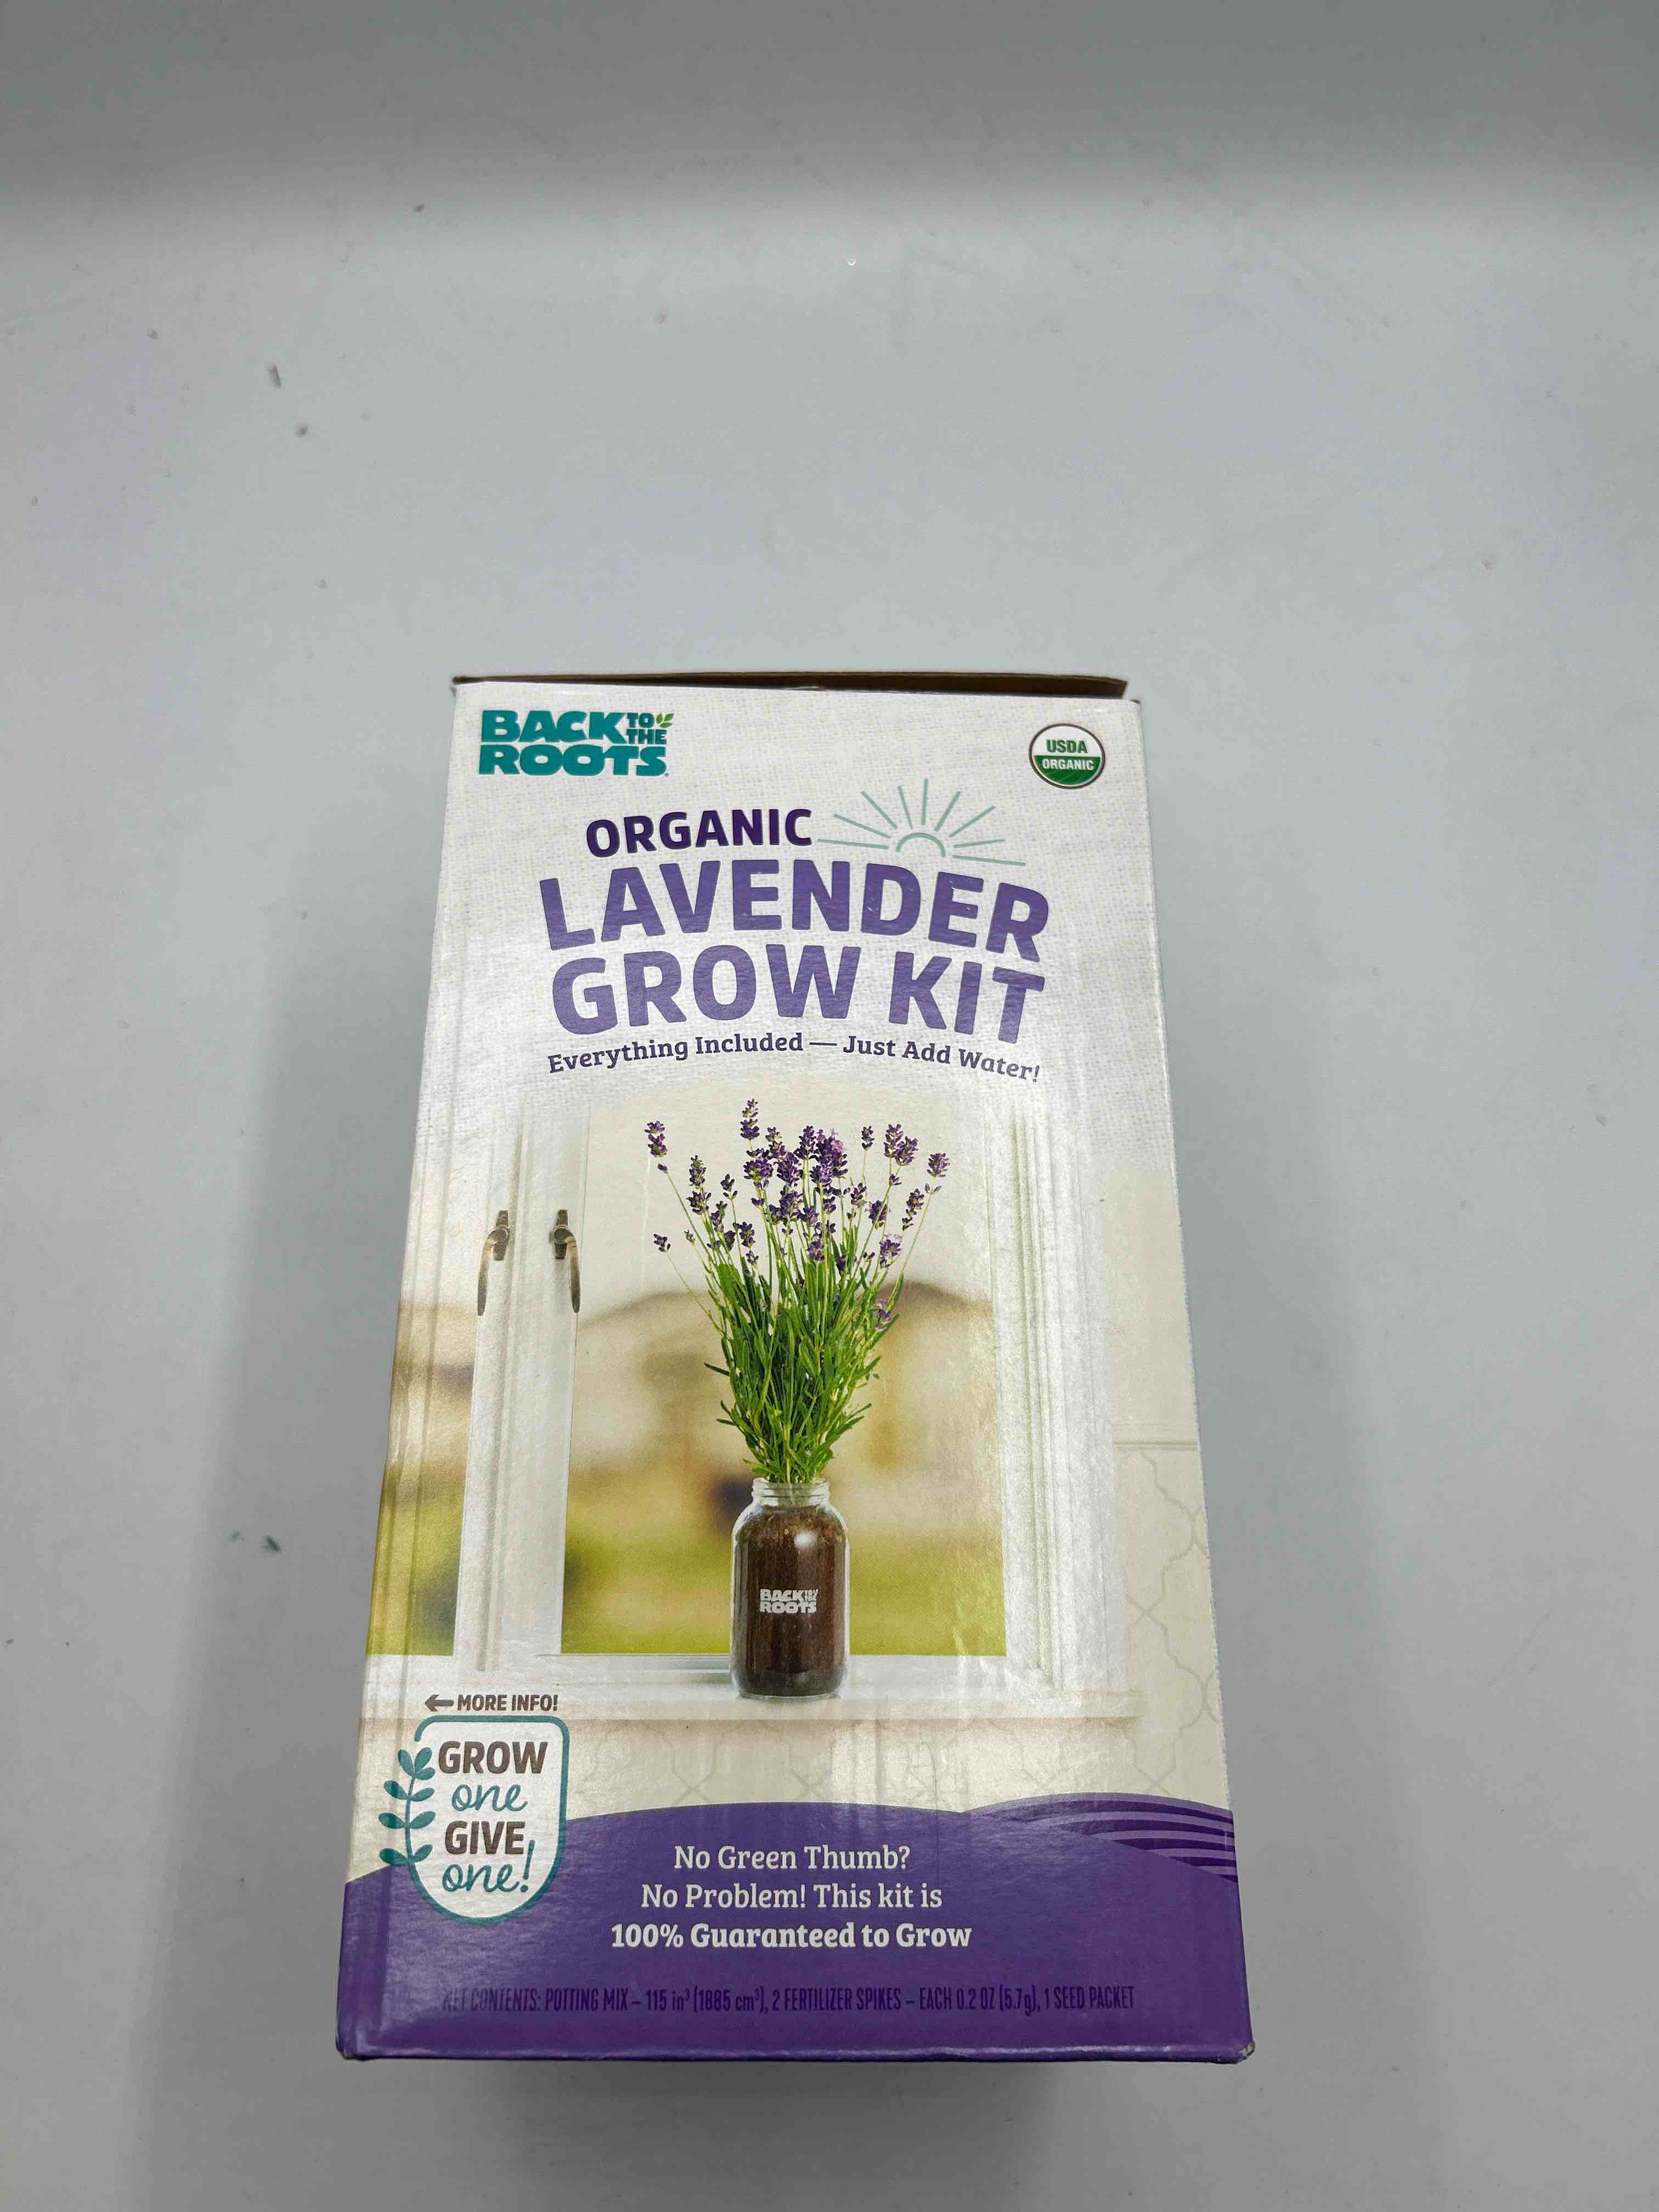 BACK TO THE
ROOTS
USDA
ORGANIC
ORGANIC
LAVENDER
GROW KIT
Everything Included — Just Add Water!
BACK TO THE
ROOTS
← MORE INFO!
GROW
one
GIVE
one!
No Green Thumb?
No Problem! This kit is
100% Guaranteed to Grow
NET CONTENTS: POTTING MIX – 115 in³ (1885 cm³), 2 FERTILIZER SPIKES – EACH 0.2 OZ (5.7g), 1 SEED PACKET